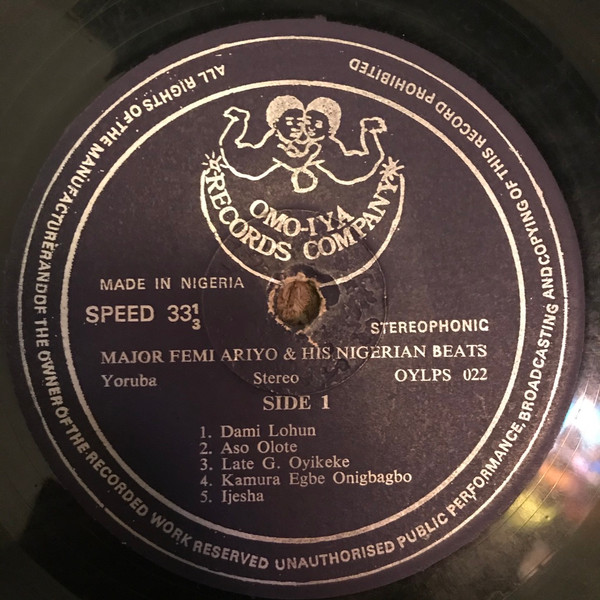 ALL RIGHTS OF THE MANUFACTURER AND OF THE OWNER OF THE RECORDED WORK RESERVED UNAUTHORISED PUBLIC PERFORMANCE, BROADCASTING AND COPYING OF THIS RECORD PROHIBITED
OMO-IYA
RECORDS COMPANY
MADE IN NIGERIA
SPEED 33⅓
STEREOPHONIC
MAJOR FEMI ARIYO & HIS NIGERIAN BEATS
Yoruba Stereo OYLPS 022
SIDE 1
1. Dami Lohun
2. Aso Olote
3. Late G. Oyikeke
4. Kamura Egbe Onigbagbo
5. Ijesha